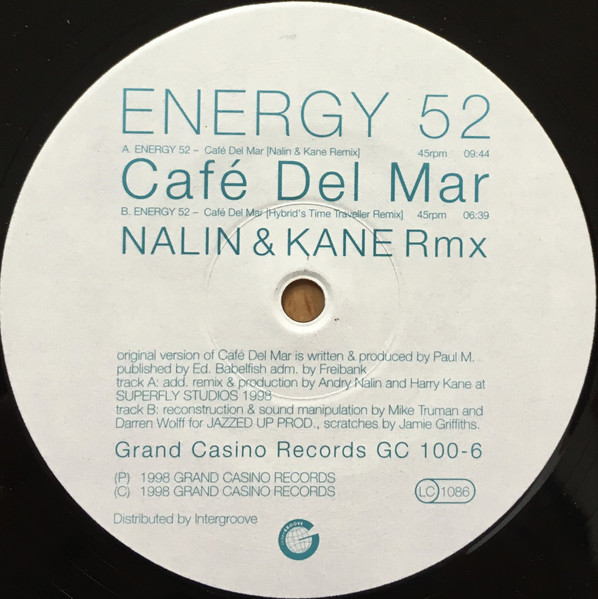 ENERGY 52
A. ENERGY 52 – Café Del Mar [Nalin & Kane Remix] 45rpm 09:44
Café Del Mar
B. ENERGY 52 – Café Del Mar [Hybrid's Time Traveller Remix] 45rpm 06:39
NALIN & KANE Rmx
original version of Café Del Mar is written & produced by Paul M.
published by Ed. Babelfish adm. by Freibank
track A: add. remix & production by Andry Nalin and Harry Kane at
SUPERFLY STUDIOS 1998
track B: reconstruction & sound manipulation by Mike Truman and
Darren Wolff for JAZZED UP PROD., scratches by Jamie Griffiths.
Grand Casino Records GC 100-6
(P) 1998 GRAND CASINO RECORDS
(C) 1998 GRAND CASINO RECORDS
LC 1086
Distributed by Intergroove